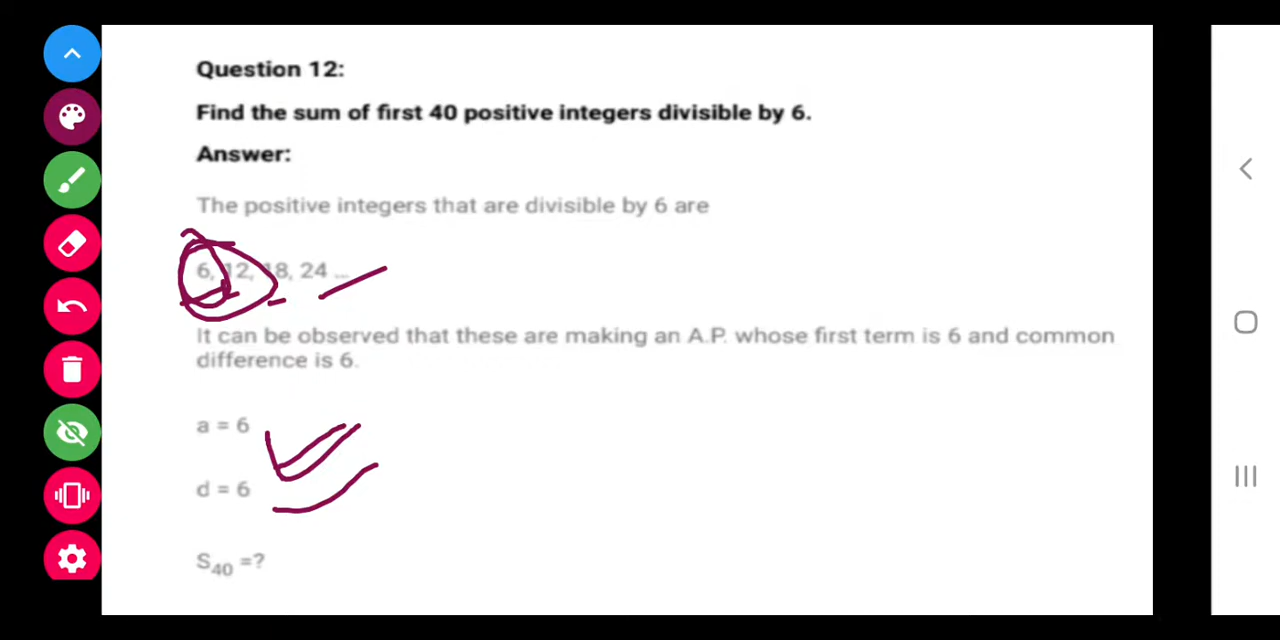 Question 12:
Find the sum of first 40 positive integers divisible by 6.
Answer:
The positive integers that are divisible by 6 are
6, 12, 18, 24 ...
It can be observed that these are making an A.P. whose first term is 6 and common
difference is 6.
a = 6
d = 6
S40 =?